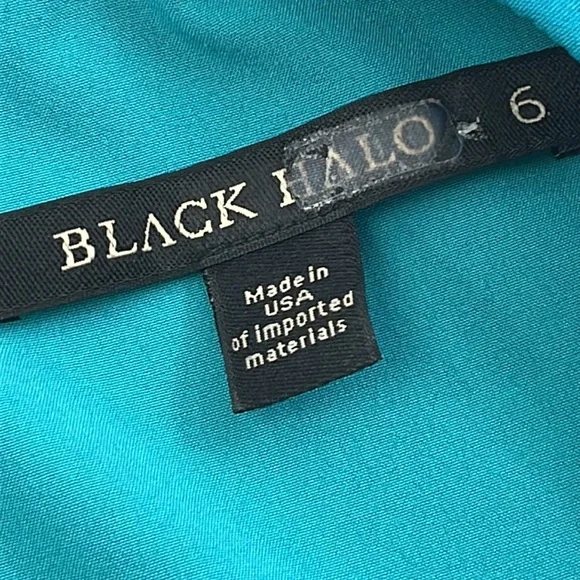 BLACK HALO 6
Made in
USA
of imported
materials